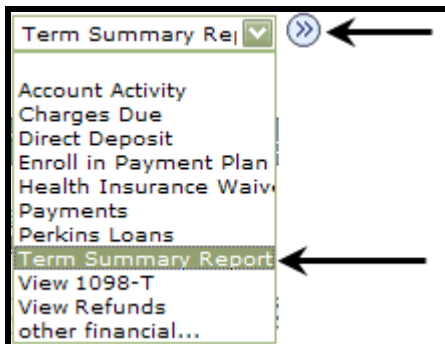 Term Summary Re
Account Activity
Charges Due
Direct Deposit
Enroll in Payment Plan
Health Insurance Waiv
Payments
Perkins Loans
Term Summary Report
View 1098-T
View Refunds
other financial...